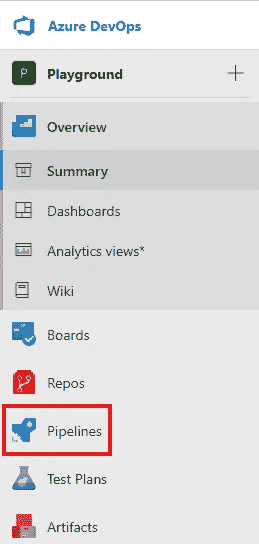 Azure DevOps
P Playground
Overview
Summary
Dashboards
Analytics views*
Wiki
Boards
Repos
Pipelines
Test Plans
Artifacts